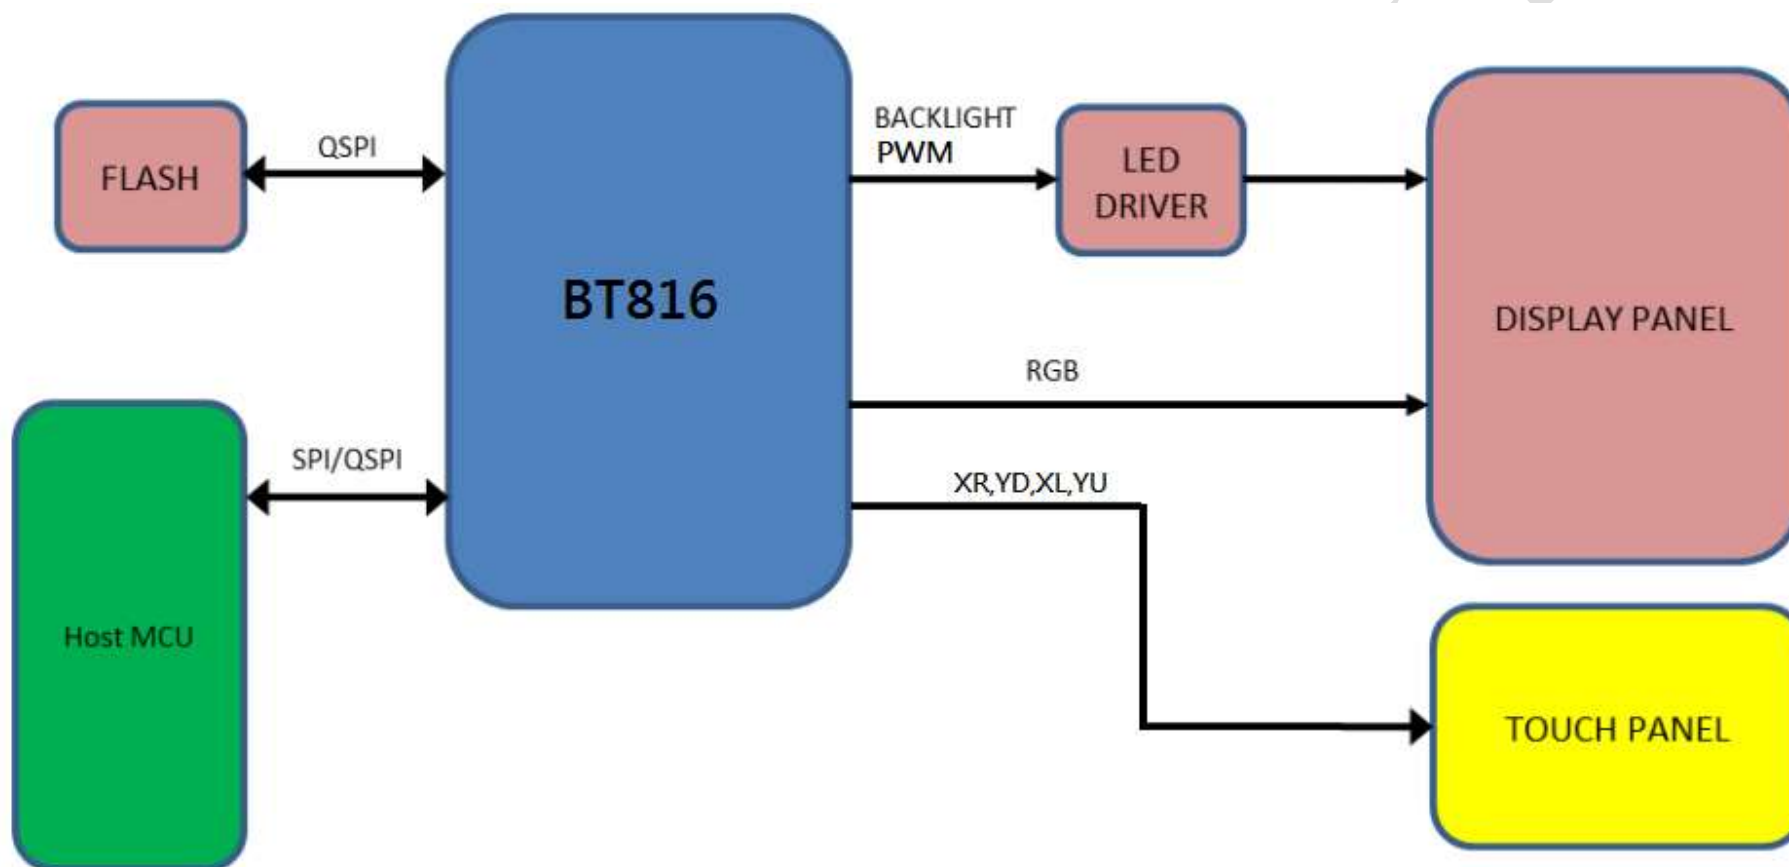 FLASH
QSPI
BT816
BACKLIGHT
PWM
LED
DRIVER
DISPLAY PANEL
RGB
Host MCU
SPI/QSPI
XR,YD,XL,YU
TOUCH PANEL